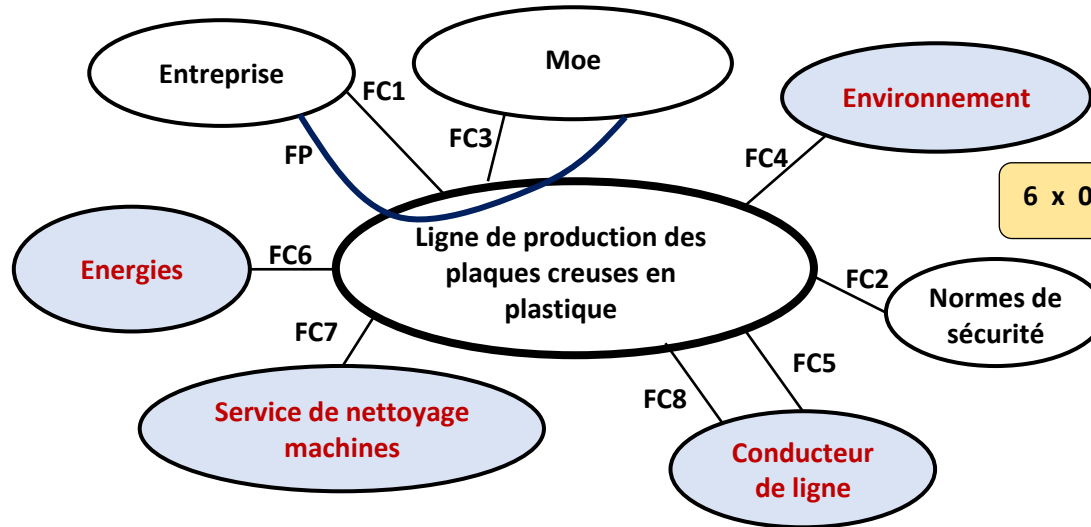 Entreprise
Moe
FC1
Environnement
FC3
FP
FC4
6 x 0
Ligne de production des
plaques creuses en
plastique
Energies
FC6
FC2
Normes de
sécurité
FC7
FC5
FC8
Service de nettoyage
machines
Conducteur
de ligne